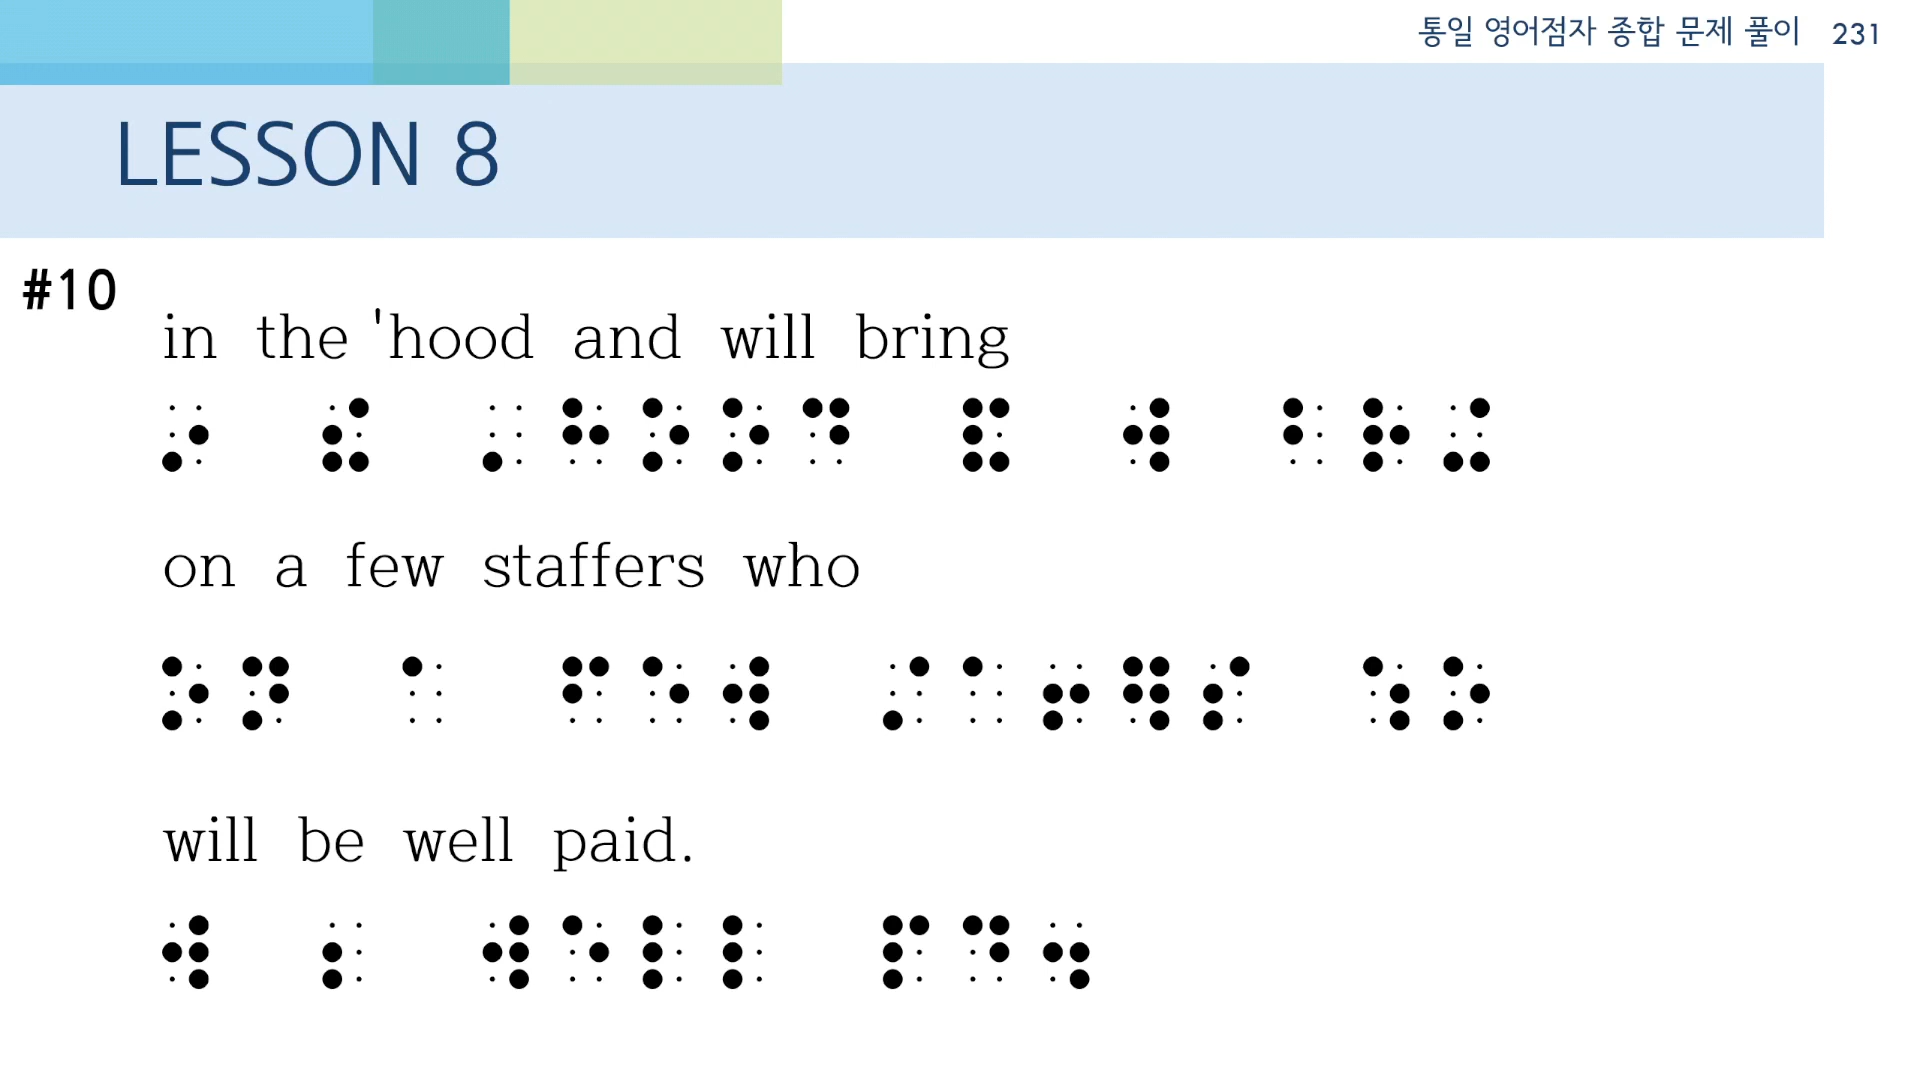 통일 영어점자 종합 문제 풀이 231
LESSON 8
#10
in the 'hood and will bring
⠔ ⠮ ⠄⠓⠕⠕⠙ ⠯ ⠺ ⠃⠗⠬
on a few staffers who
⠕⠝ ⠁ ⠋⠑⠺ ⠌⠁⠖⠻⠎ ⠱⠕
will be well paid.
⠺ ⠆ ⠺⠑⠇⠇ ⠏⠙⠲